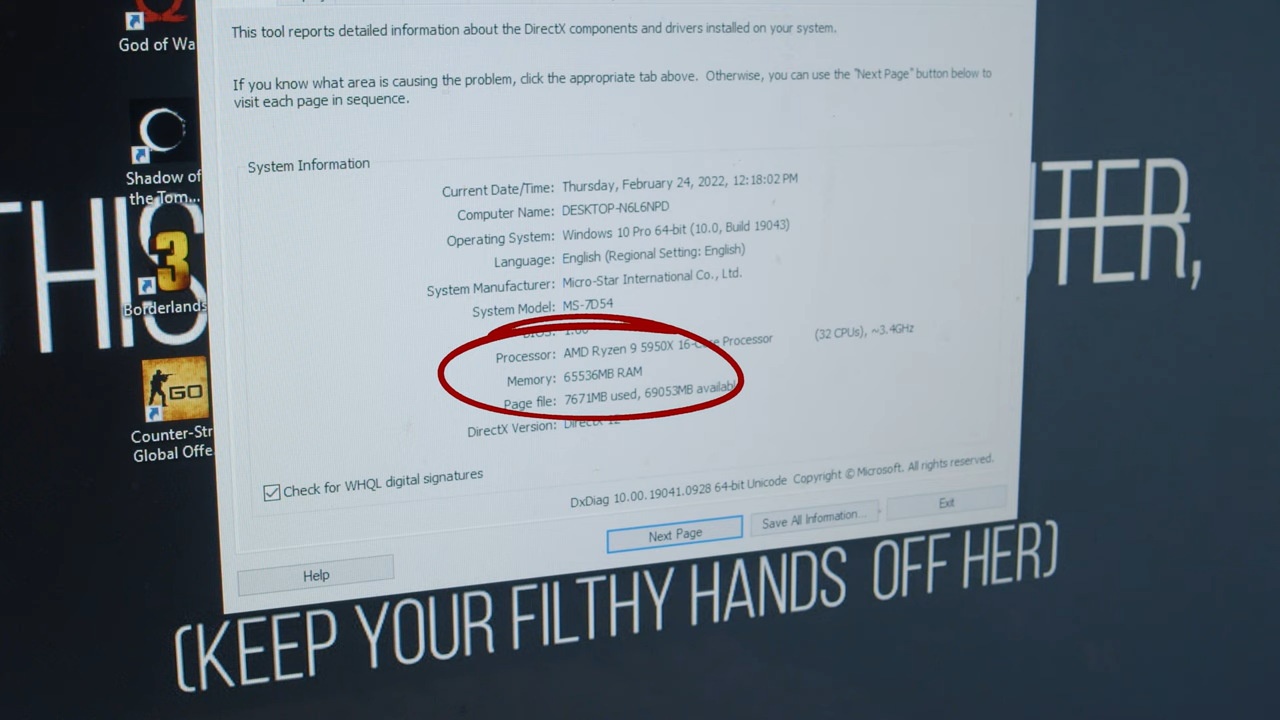 God of Wa
This tool reports detailed information about the DirectX components and drivers installed on your system.
If you know what area is causing the problem, click the appropriate tab above. Otherwise, you can use the "Next Page" button below to
visit each page in sequence.
Shadow of
the Tom...
System Information
Current Date/Time: Thursday, February 24, 2022, 12:18:02 PM
Computer Name: DESKTOP-N6L6NPD
Operating System: Windows 10 Pro 64-bit (10.0, Build 19043)
Language: English (Regional Setting: English)
System Manufacturer: Micro-Star International Co., Ltd.
System Model: MS-7D54
BIOS: 1.00
Processor: AMD Ryzen 9 5950X 16-Core Processor (32 CPUs), ~3.4GHz
Memory: 65536MB RAM
Page file: 7671MB used, 69053MB available
DirectX Version: DirectX 12
THIS
UTER,
3
Borderlands
GO
Counter-Str
Global Offe
Check for WHQL digital signatures
DxDiag 10.00.19041.0928 64-bit Unicode Copyright © Microsoft. All rights reserved.
Help
Next Page
Save All Information...
Exit
(KEEP YOUR FILTHY HANDS OFF HER)